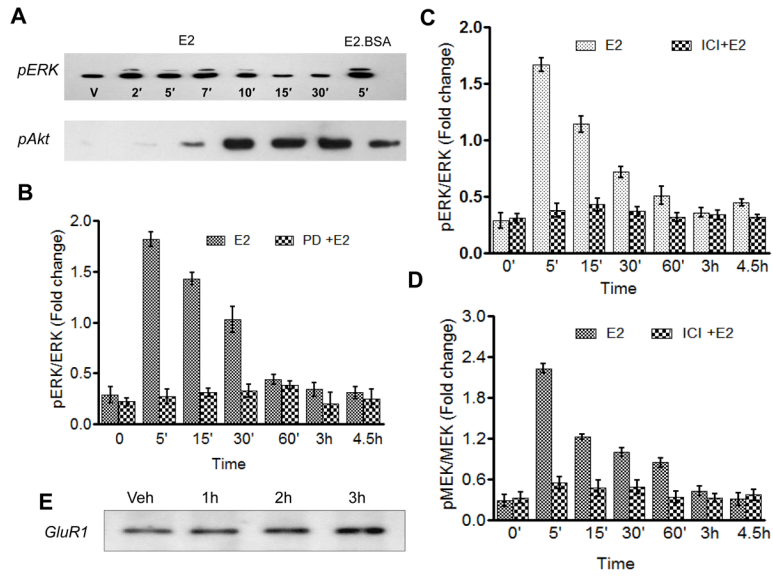 A
E2
E2.BSA
pERK
V 2′ 5′ 7′ 10′ 15′ 30′ 5′
pAkt
B
pERK/ERK (Fold change)
2.0
1.5
1.0
0.5
0.0
E2 PD +E2
0 5' 15' 30' 60' 3h 4.5h
Time
C
pERK/ERK (Fold change)
2.0
1.5
1.0
0.5
0.0
E2 ICI+E2
0' 5' 15' 30' 60' 3h 4.5h
Time
D
pMEK/MEK (Fold change)
3.0
2.4
1.2
0.6
0.0
E2 ICI +E2
0' 5' 15' 30' 60' 3h 4.5h
Time
E
Veh 1h 2h 3h
GluR1